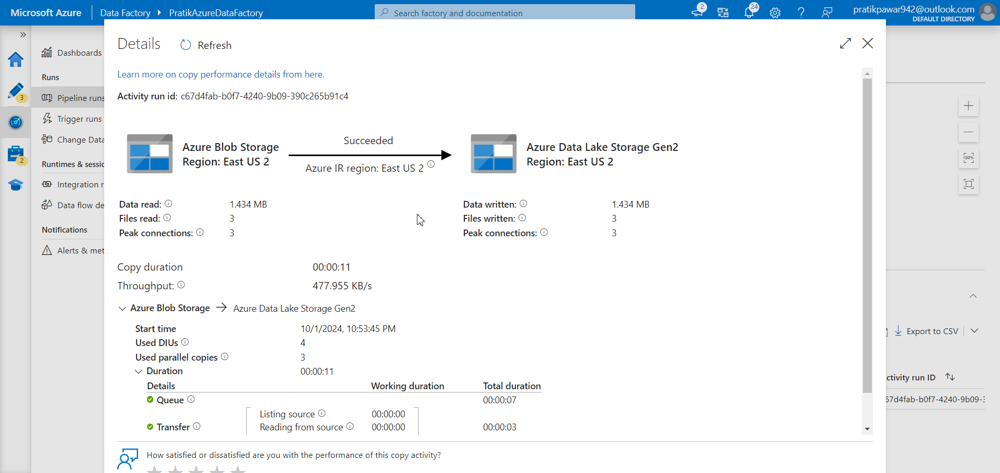 Microsoft Azure
Data Factory
PratikAzureDataFactory
Search factory and documentation
2
24
pratikpawar942@outlook.com
DEFAULT DIRECTORY
Dashboards
Runs
3
Pipeline runs
Trigger runs
Change Data
2
Runtimes & sessic
Integration r
Data flow de
Notifications
Alerts & met
Details
Refresh
Learn more on copy performance details from here.
Activity run id: c67d4fab-b0f7-4240-9b09-390c265b91c4
Azure Blob Storage
Region: East US 2
Succeeded
Azure IR region: East US 2
Azure Data Lake Storage Gen2
Region: East US 2
Data read: 1.434 MB
Files read: 3
Peak connections: 3
Data written: 1.434 MB
Files written: 3
Peak connections: 3
Copy duration 00:00:11
Throughput: 477.955 KB/s
Azure Blob Storage → Azure Data Lake Storage Gen2
Start time 10/1/2024, 10:53:45 PM
Used DIUs 4
Used parallel copies 3
Duration 00:00:11
Details Working duration Total duration
Queue 00:00:07
Listing source 00:00:00
Transfer Reading from source 00:00:00 00:00:03
How satisfied or dissatisfied are you with the performance of this copy activity?
100%
Export to CSV
ctivity run ID
67d4fab-b0f7-4240-9b09-3